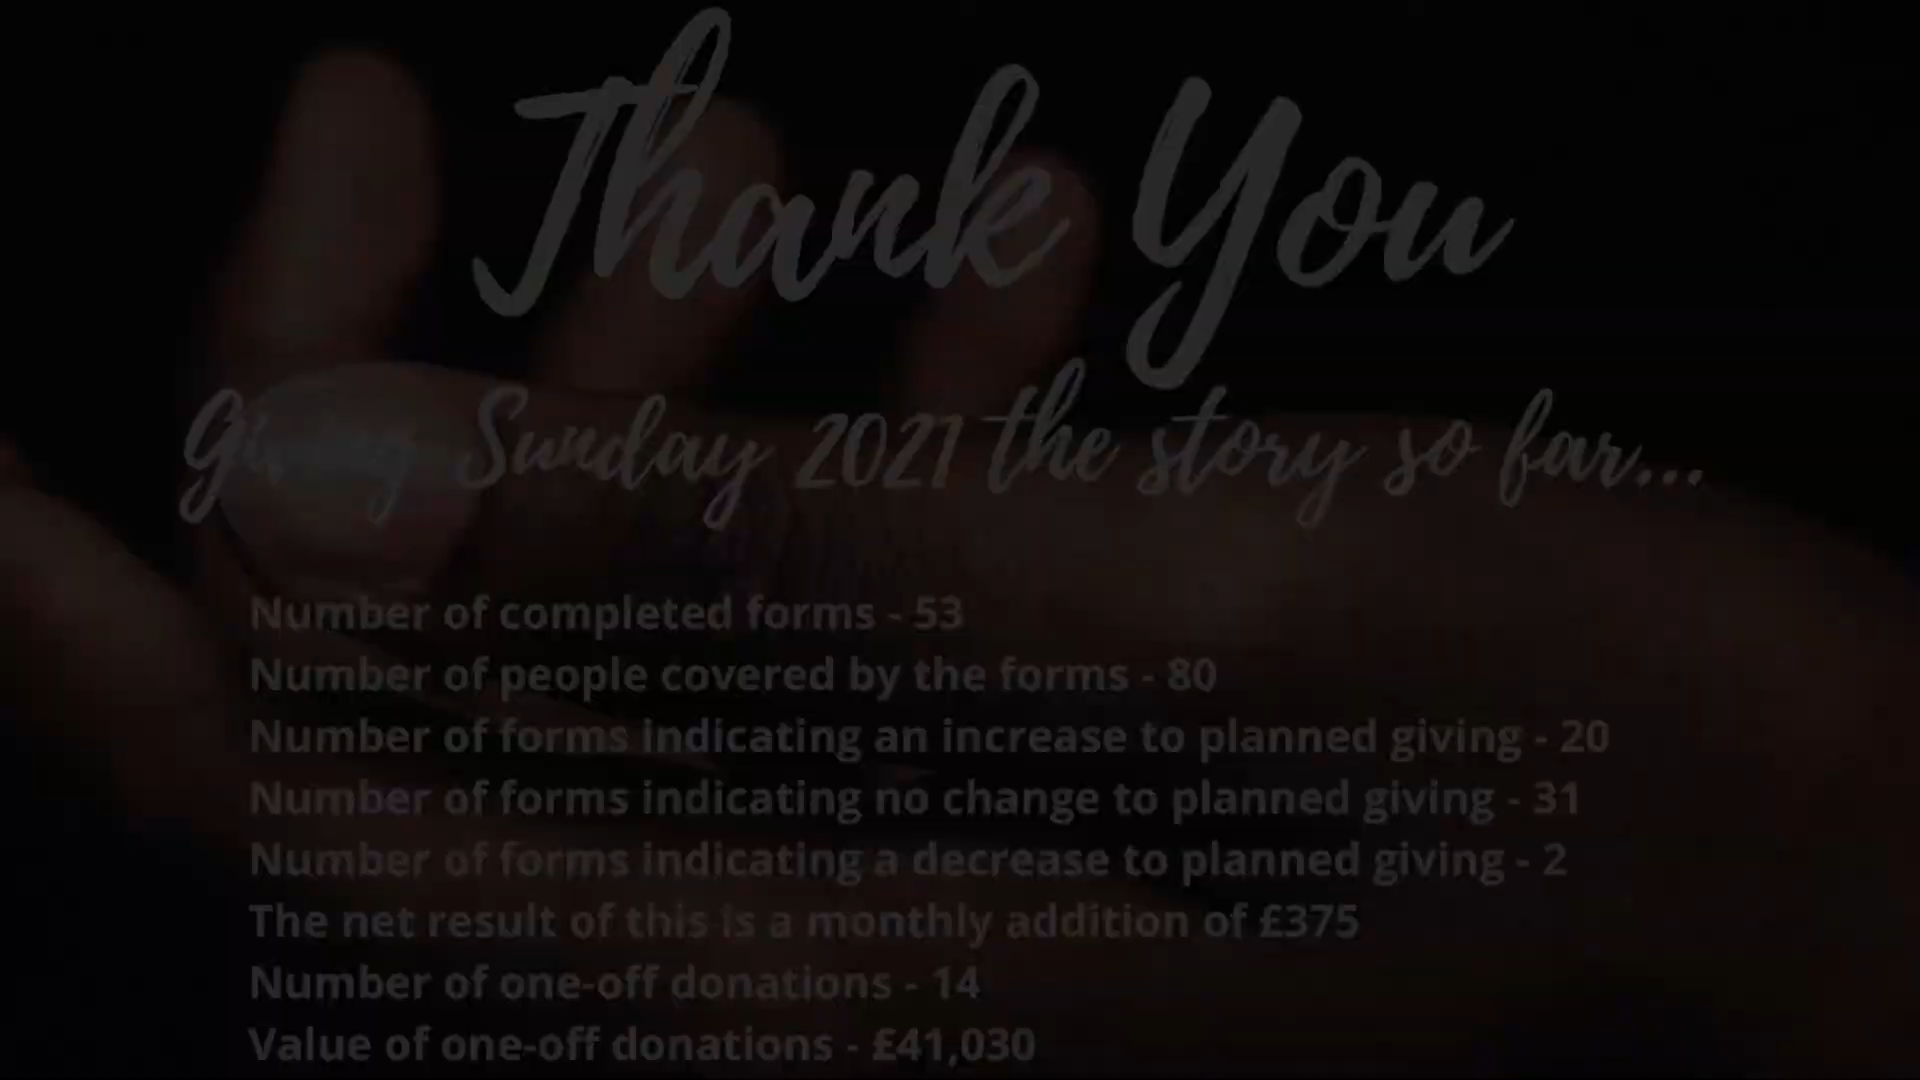 Thank You
Giving Sunday 2021 the story so far...
Number of completed forms - 53
Number of people covered by the forms - 80
Number of forms indicating an increase to planned giving - 20
Number of forms indicating no change to planned giving - 31
Number of forms indicating a decrease to planned giving - 2
The net result of this is a monthly addition of £375
Number of one-off donations - 14
Value of one-off donations - £41,030